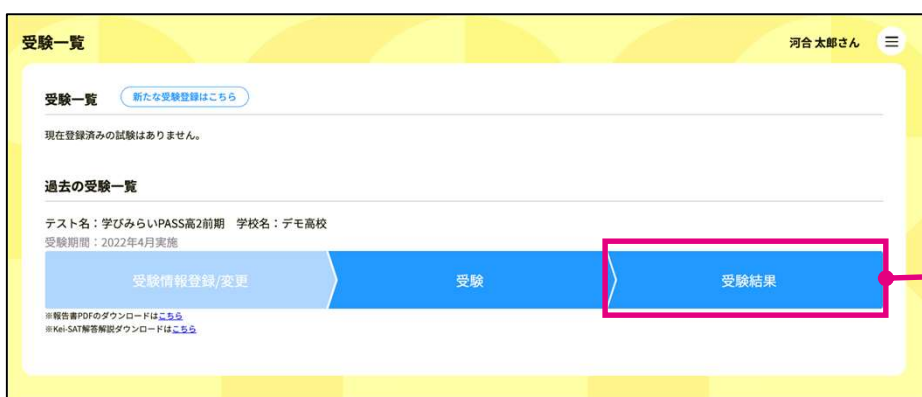 受験一覧
河合 太郎さん
受験一覧
新たな受験登録はこちら
現在登録済みの試験はありません。
過去の受験一覧
テスト名：学びみらいPASS高2前期　学校名：デモ高校
受験期間：2022年4月実施
受験情報登録/変更
受験
受験結果
※報告書PDFのダウンロードはこちら
※Kei-SAT解答解説ダウンロードはこちら